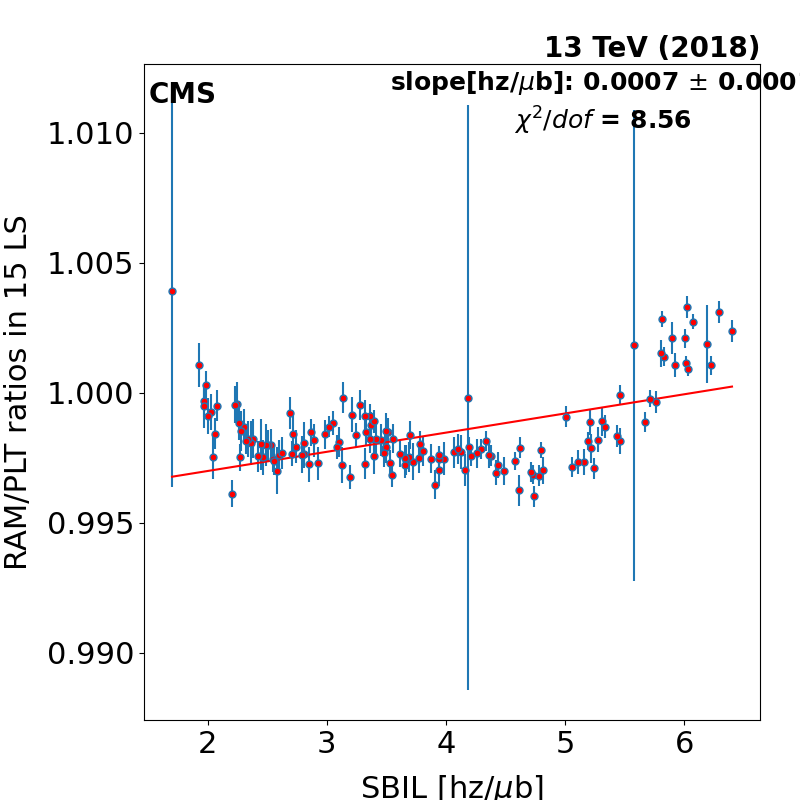 13 TeV (2018)
CMS
slope[hz/μb]: 0.0007 ± 0.000
χ²/dof = 8.56
RAM/PLT ratios in 15 LS
1.010
1.005
1.000
0.995
0.990
2 3 4 5 6
SBIL [hz/μb]